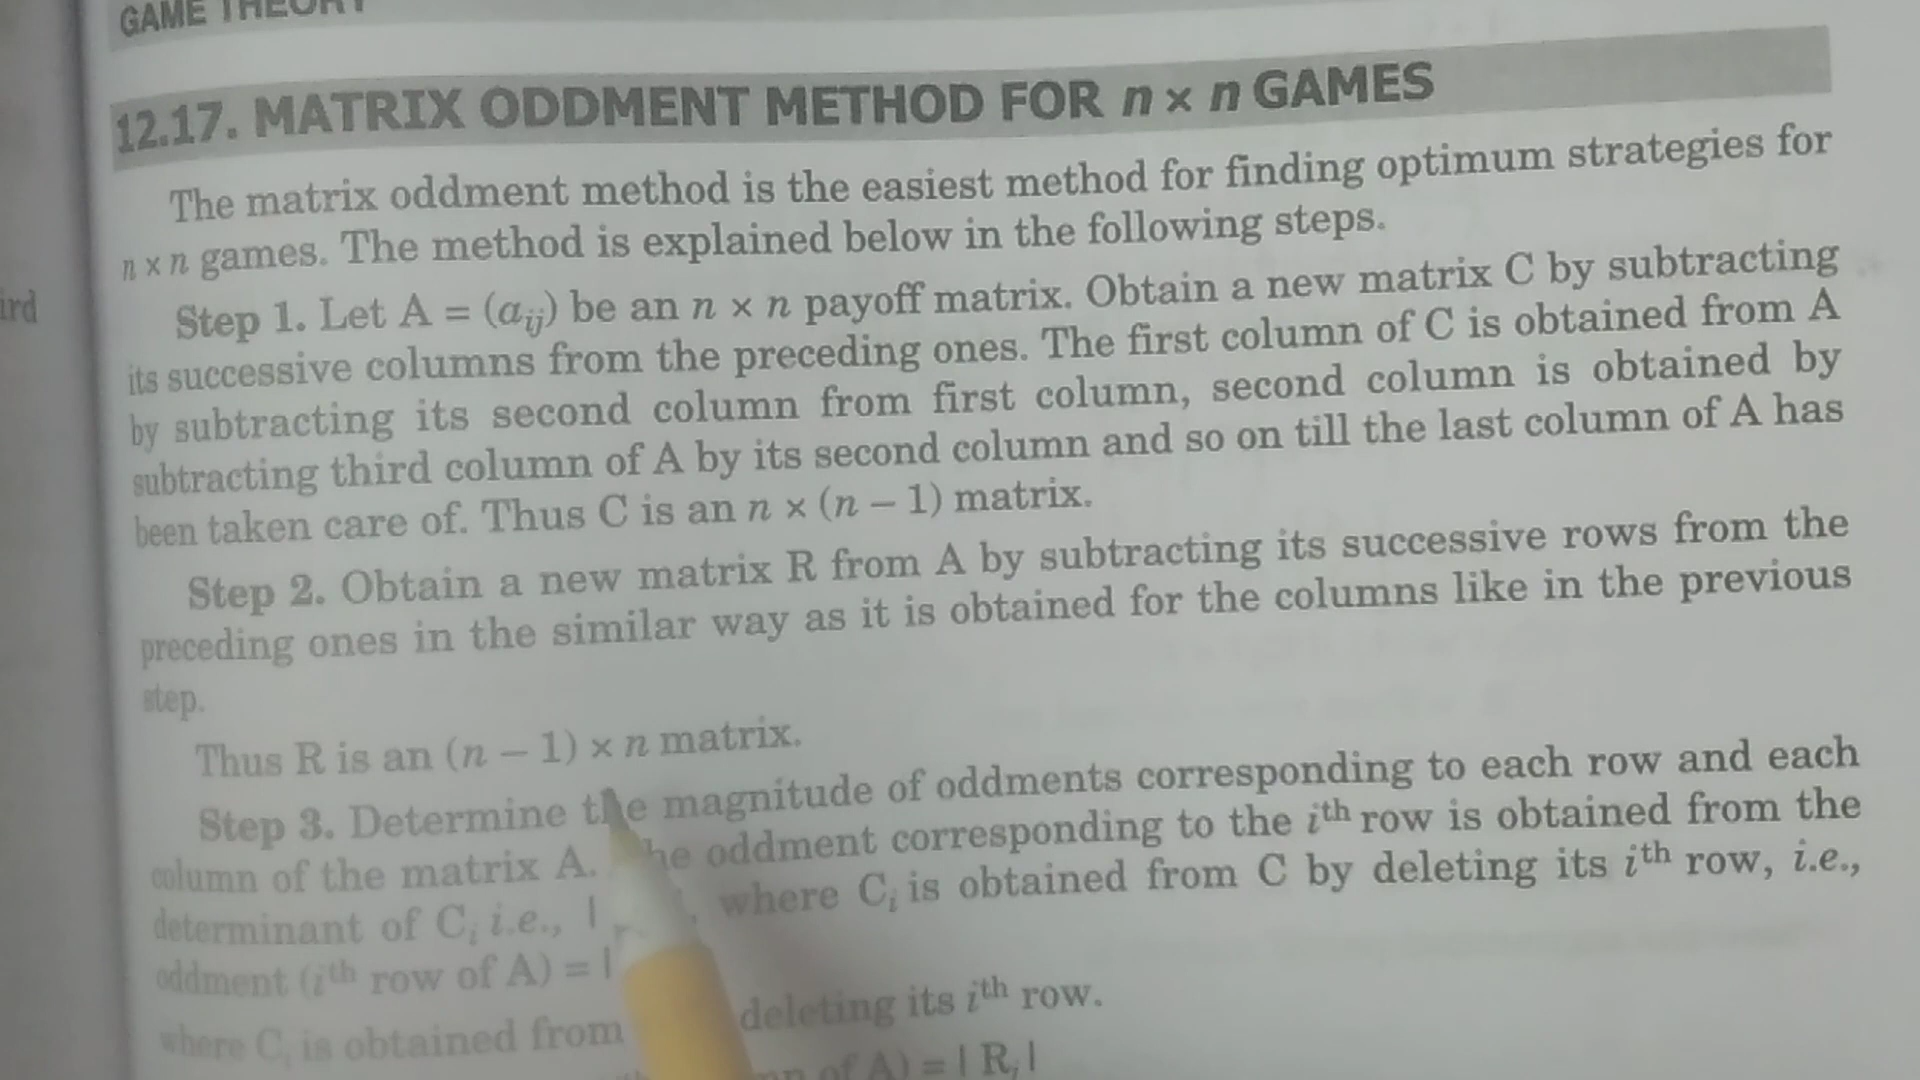 GAME THEORY
12.17. MATRIX ODDMENT METHOD FOR n × n GAMES
The matrix oddment method is the easiest method for finding optimum strategies for
n × n games. The method is explained below in the following steps.
ird
Step 1. Let A = (aᵢⱼ) be an n × n payoff matrix. Obtain a new matrix C by subtracting
its successive columns from the preceding ones. The first column of C is obtained from A
by subtracting its second column from first column, second column is obtained by
subtracting third column of A by its second column and so on till the last column of A has
been taken care of. Thus C is an n × (n – 1) matrix.
Step 2. Obtain a new matrix R from A by subtracting its successive rows from the
preceding ones in the similar way as it is obtained for the columns like in the previous
step.
Thus R is an (n – 1) × n matrix.
Step 3. Determine the magnitude of oddments corresponding to each row and each
column of the matrix A. he oddment corresponding to the iᵗʰ row is obtained from the
determinant of Cᵢ i.e., | , where Cᵢ is obtained from C by deleting its iᵗʰ row, i.e.,
oddment (iᵗʰ row of A) = |
where Cᵢ is obtained from deleting its iᵗʰ row.
of A) = | Rⱼ |